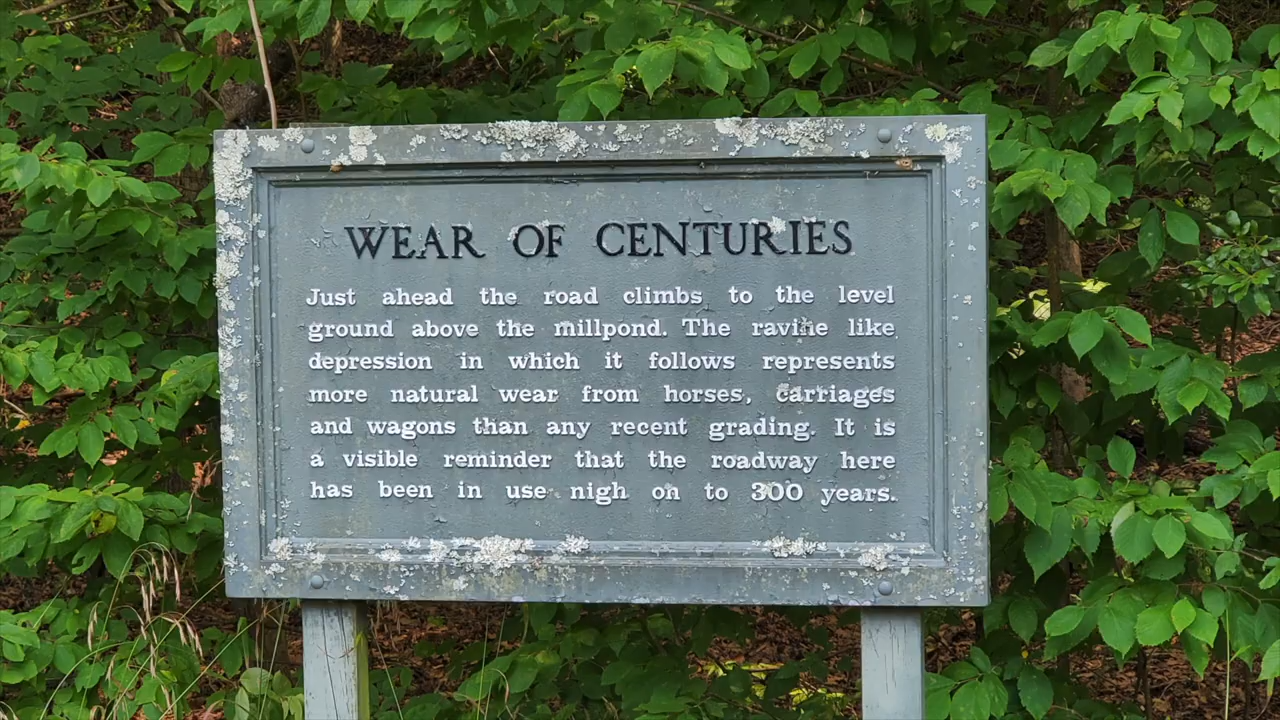 WEAR OF CENTURIES
Just ahead the road climbs to the level
ground above the millpond. The ravine like
depression in which it follows represents
more natural wear from horses, carriages
and wagons than any recent grading. It is
a visible reminder that the roadway here
has been in use nigh on to 300 years.